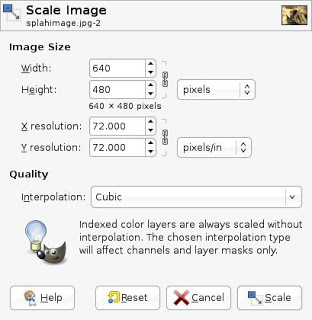 Scale Image
splahimage.jpg-2
Image Size
Width: 640
Height: 480 pixels
640 × 480 pixels
X resolution: 72.000
Y resolution: 72.000 pixels/in
Quality
Interpolation: Cubic
Indexed color layers are always scaled without
interpolation. The chosen interpolation type
will affect channels and layer masks only.
Help Reset Cancel Scale